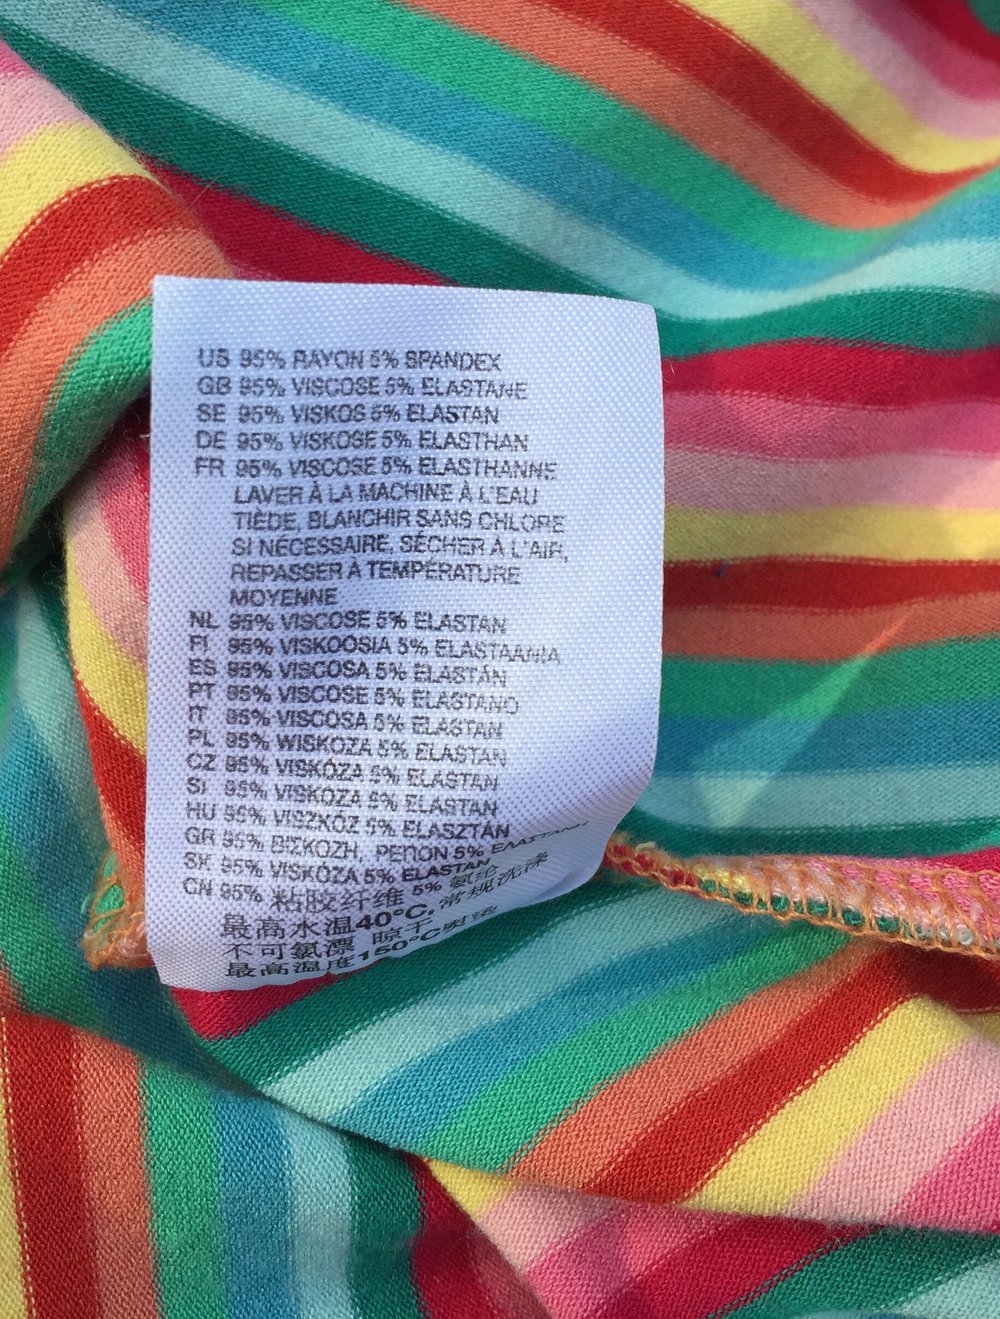 US 95% RAYON 5% SPANDEX
GB 95% VISCOSE 5% ELASTANE
SE 95% VISKOS 5% ELASTAN
DE 95% VISKOSE 5% ELASTHAN
FR 95% VISCOSE 5% ELASTHANNE
LAVER À LA MACHINE À L'EAU
TIÈDE, BLANCHIR SANS CHLORE
SI NÉCESSAIRE, SÉCHER À L'AIR,
REPASSER À TEMPÉRATURE
MOYENNE
NL 95% VISCOSE 5% ELASTAN
FI 95% VISKOOSIA 5% ELASTAANIA
ES 95% VISCOSA 5% ELASTÁN
PT 95% VISCOSE 5% ELASTANO
IT 95% VISCOSA 5% ELASTAN
PL 95% WISKOZA 5% ELASTAN
CZ 95% VISKÓZA 5% ELASTAN
SI 95% VISKOZA 5% ELASTAN
HU 95% VISZKÓZ 5% ELASZTÁN
GR 95% ΒΙΣΚΟΖΗ, ΡΕΠΟΝ 5% ΕΛΑΣΤΑΝΗ
SK 95% VISKOZA 5% ELASTAN
CN 95% 粘胶纤维 5% 氨纶
最高水温40°C, 常规洗涤
不可氯漂 晾干
最高温度150°C熨烫